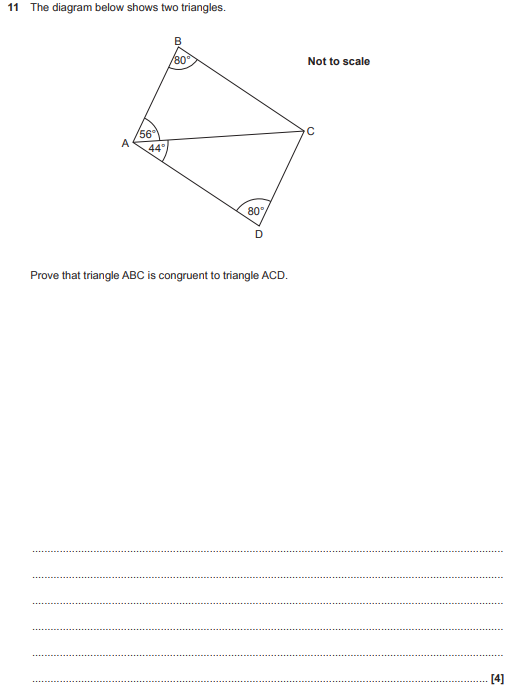 11 The diagram below shows two triangles.
B
80°
Not to scale
C
56°
A
44°
80°
D
Prove that triangle ABC is congruent to triangle ACD.
[4]